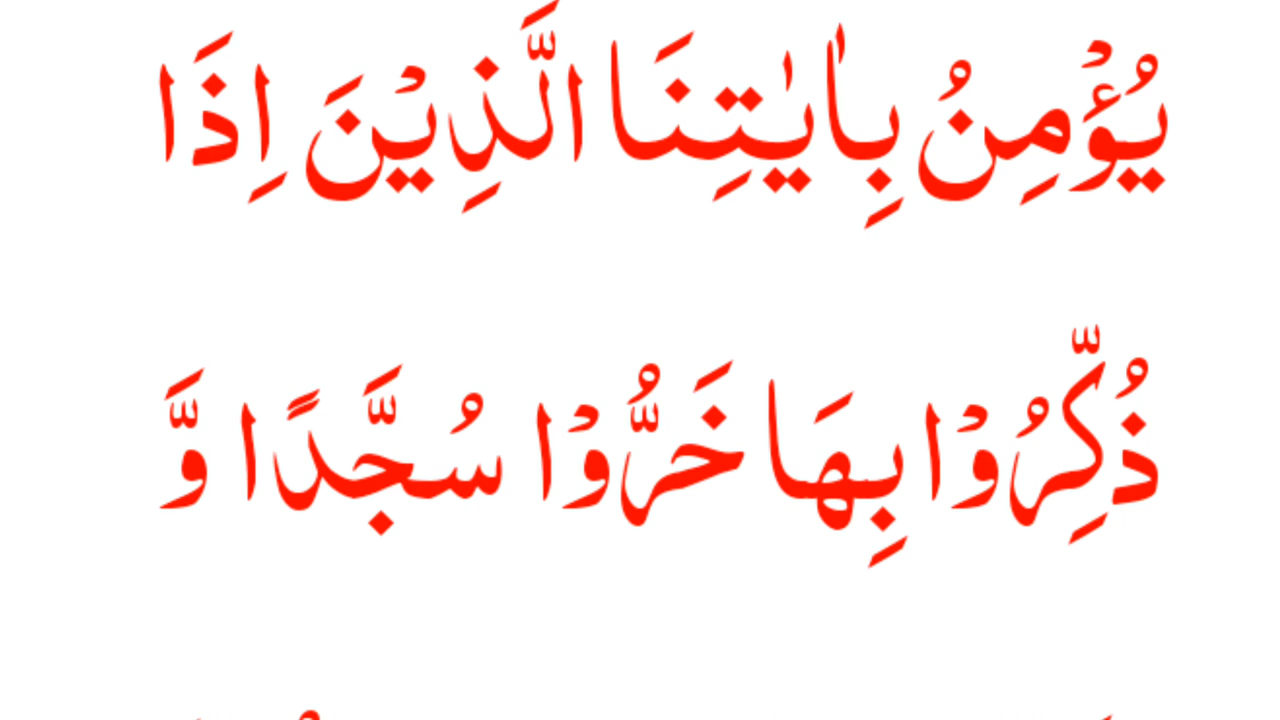 يُؤْمِنُ بِاٰيٰتِنَا الَّذِيْنَ اِذَا
ذُكِّرُوْا بِهَا خَرُّوْا سُجَّدًا وَّ